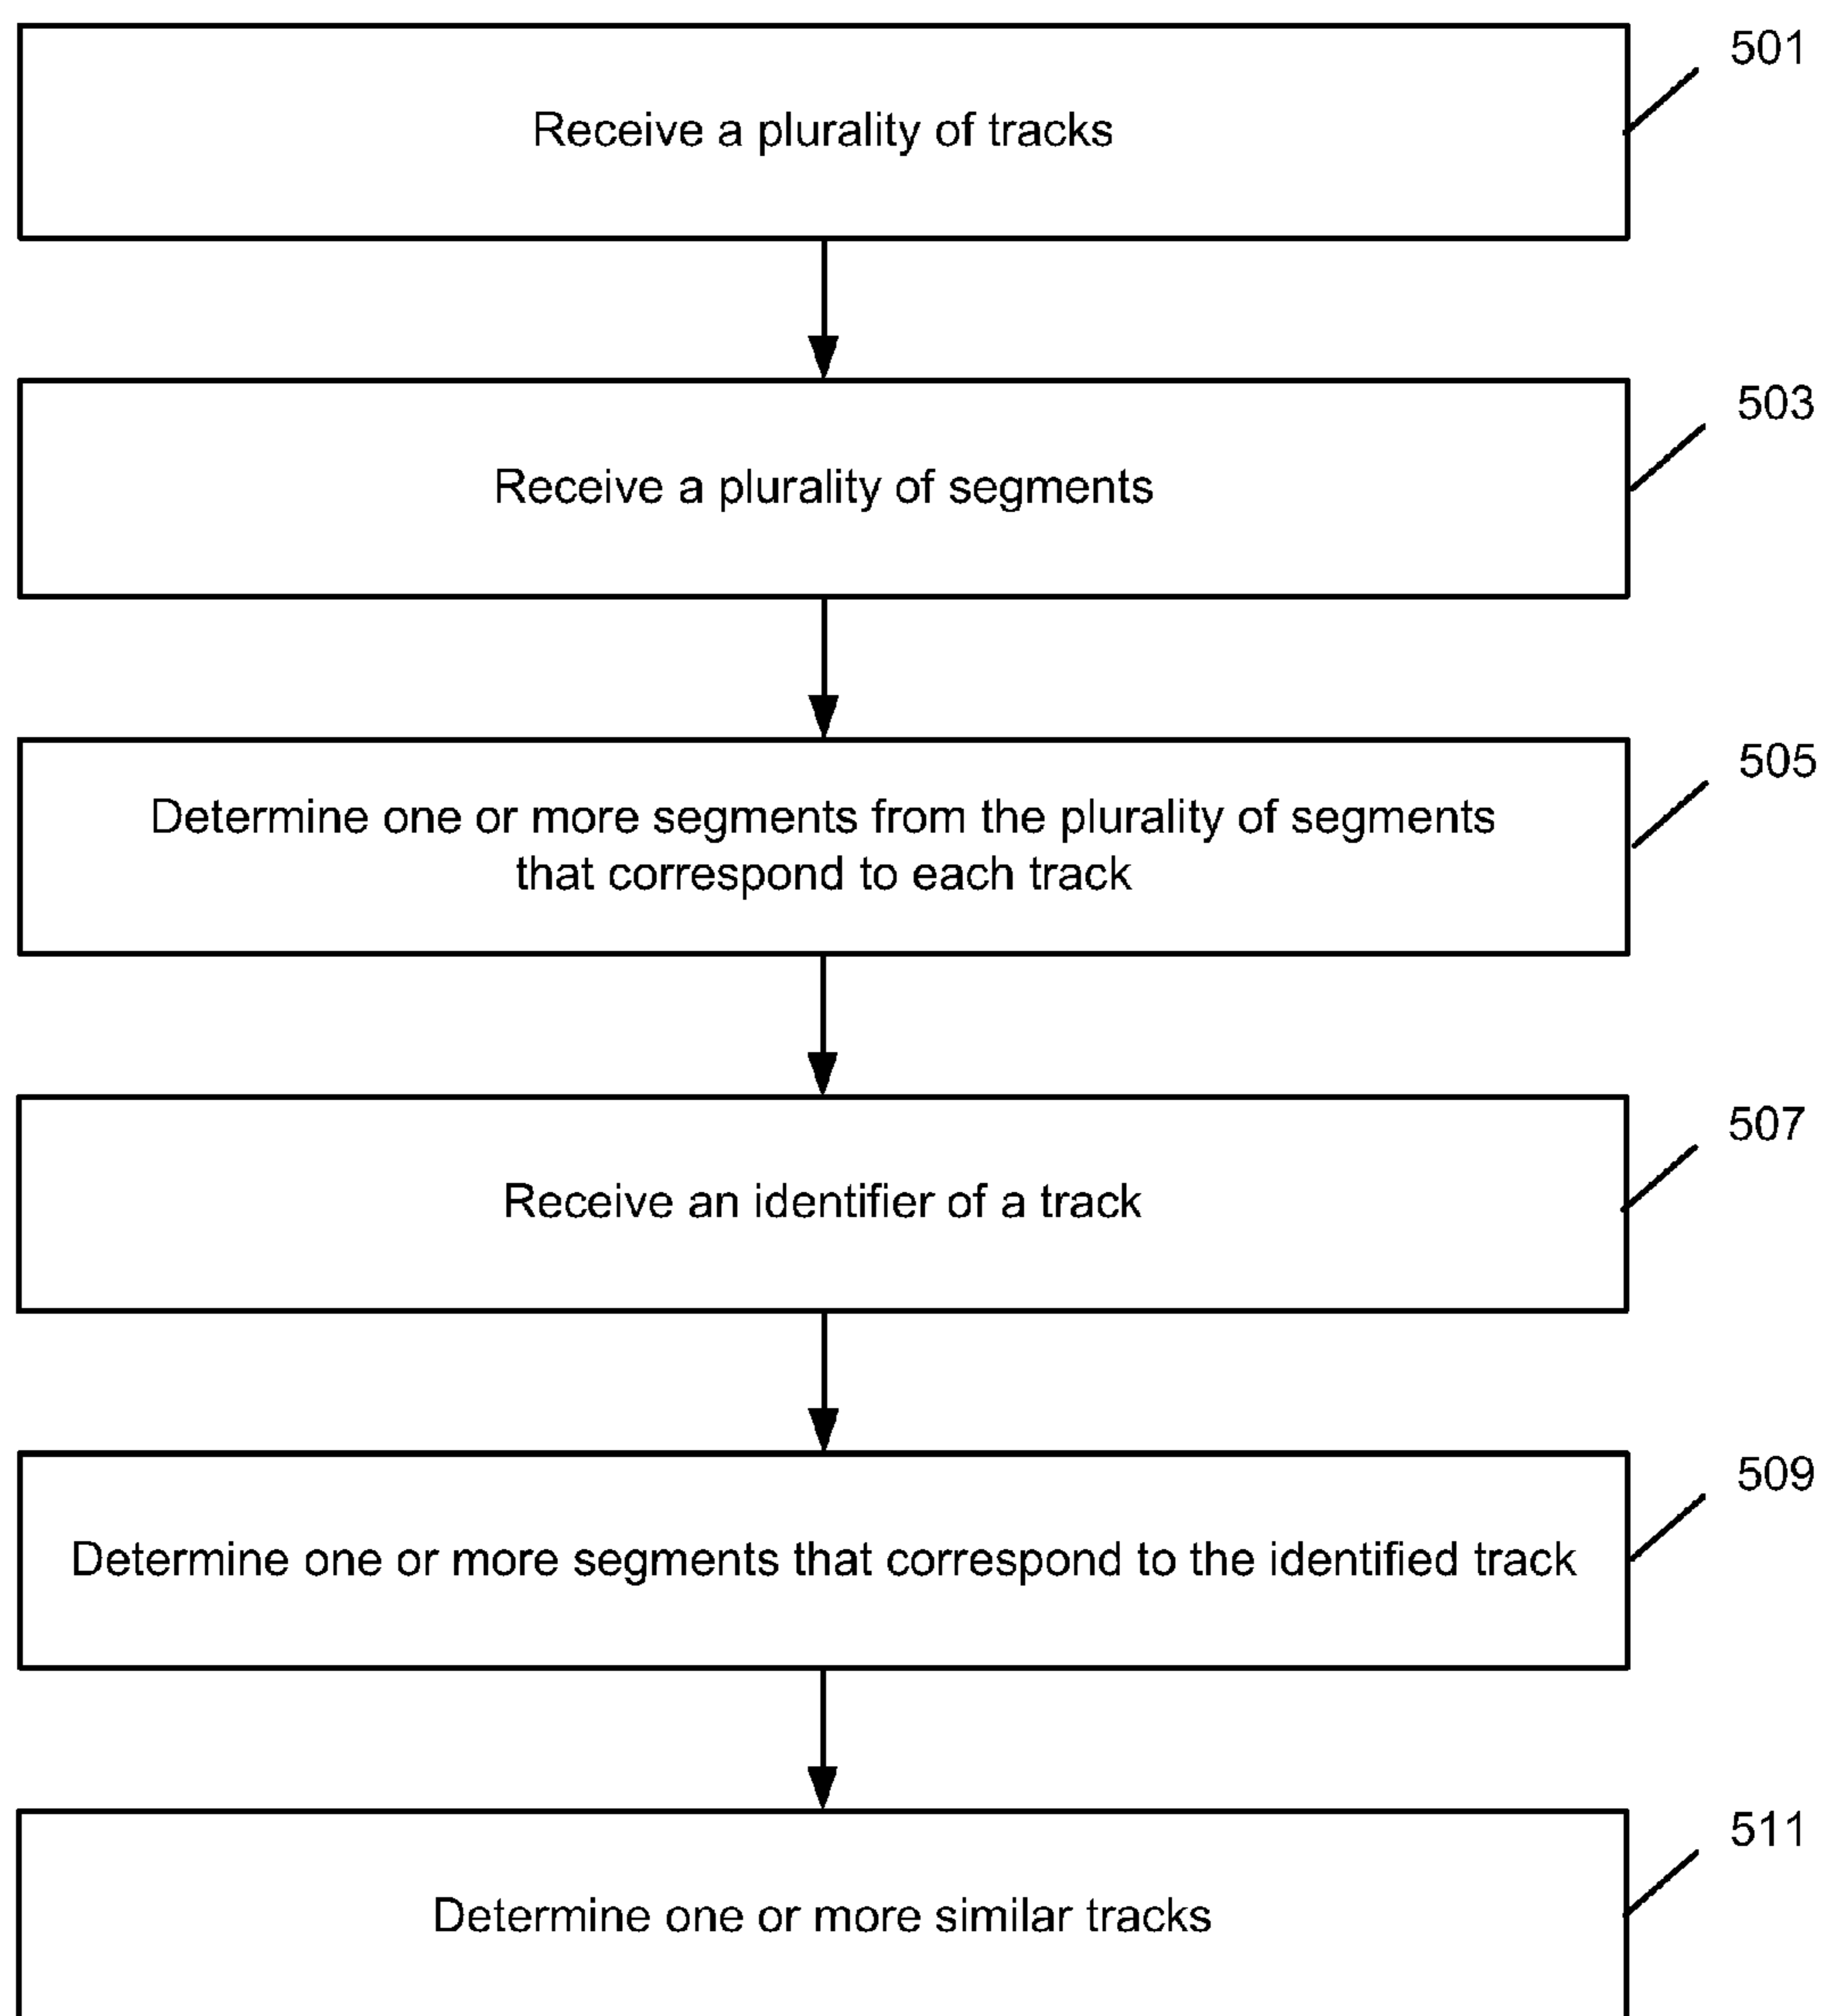 501
Receive a plurality of tracks
503
Receive a plurality of segments
505
Determine one or more segments from the plurality of segments
that correspond to each track
507
Receive an identifier of a track
509
Determine one or more segments that correspond to the identified track
511
Determine one or more similar tracks